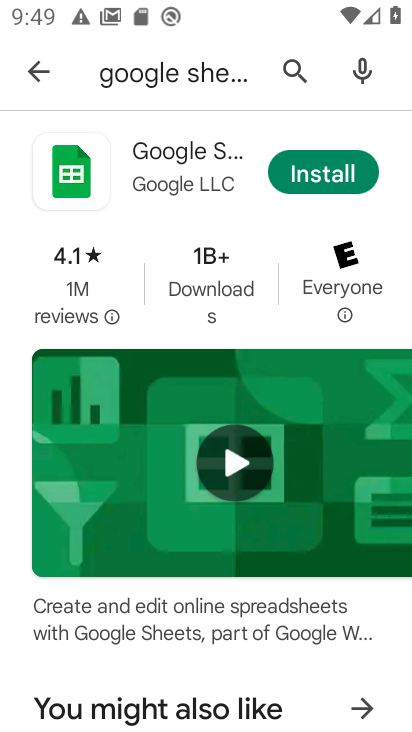 9:49
google she...
Google S...
Google LLC
Install
4.1★
1M
reviews
1B+
Download
s
E
Everyone
Create and edit online spreadsheets
with Google Sheets, part of Google W...
You might also like